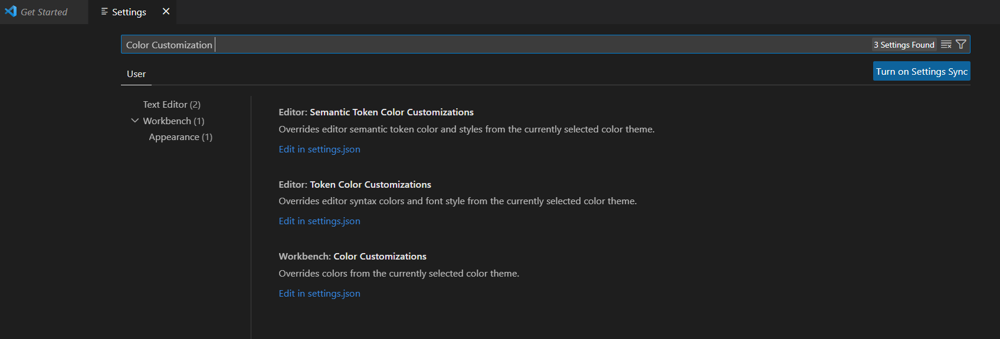 Get Started
Settings
Color Customization
3 Settings Found
User
Turn on Settings Sync
Text Editor (2)
Workbench (1)
Appearance (1)
Editor: Semantic Token Color Customizations
Overrides editor semantic token color and styles from the currently selected color theme.
Edit in settings.json
Editor: Token Color Customizations
Overrides editor syntax colors and font style from the currently selected color theme.
Edit in settings.json
Workbench: Color Customizations
Overrides colors from the currently selected color theme.
Edit in settings.json